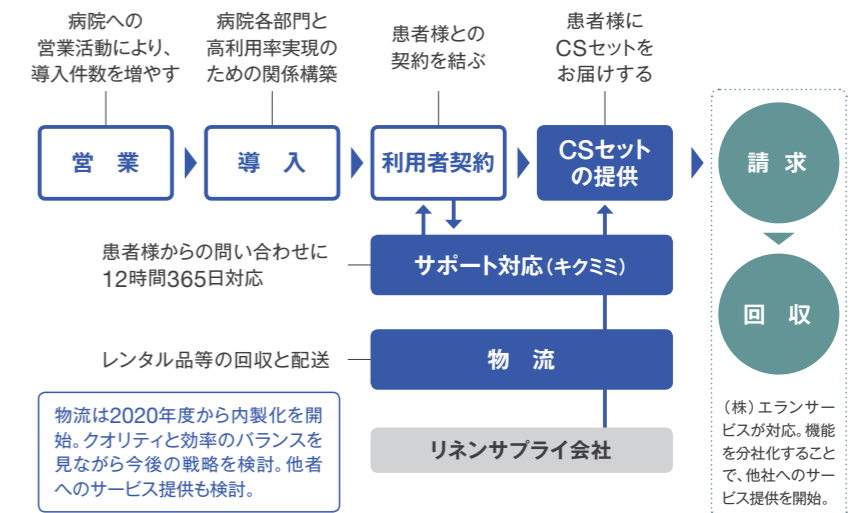 病院への
営業活動により、
導入件数を増やす
病院各部門と
高利用率実現の
ための関係構築
患者様との
契約を結ぶ
患者様に
CSセットを
お届けする
営 業
導 入
利用者契約
CSセット
の提供
請 求
回 収
患者様からの問い合わせに
12時間365日対応
サポート対応(キクミミ)
レンタル品等の回収と配送
物 流
リネンサプライ会社
物流は2020年度から内製化を開
始。クオリティと効率のバランスを
見ながら今後の戦略を検討。他者
へのサービス提供も検討。
(株)エランサー
ビスが対応。機能
を分社化すること
で、他社へのサー
ビス提供を開始。